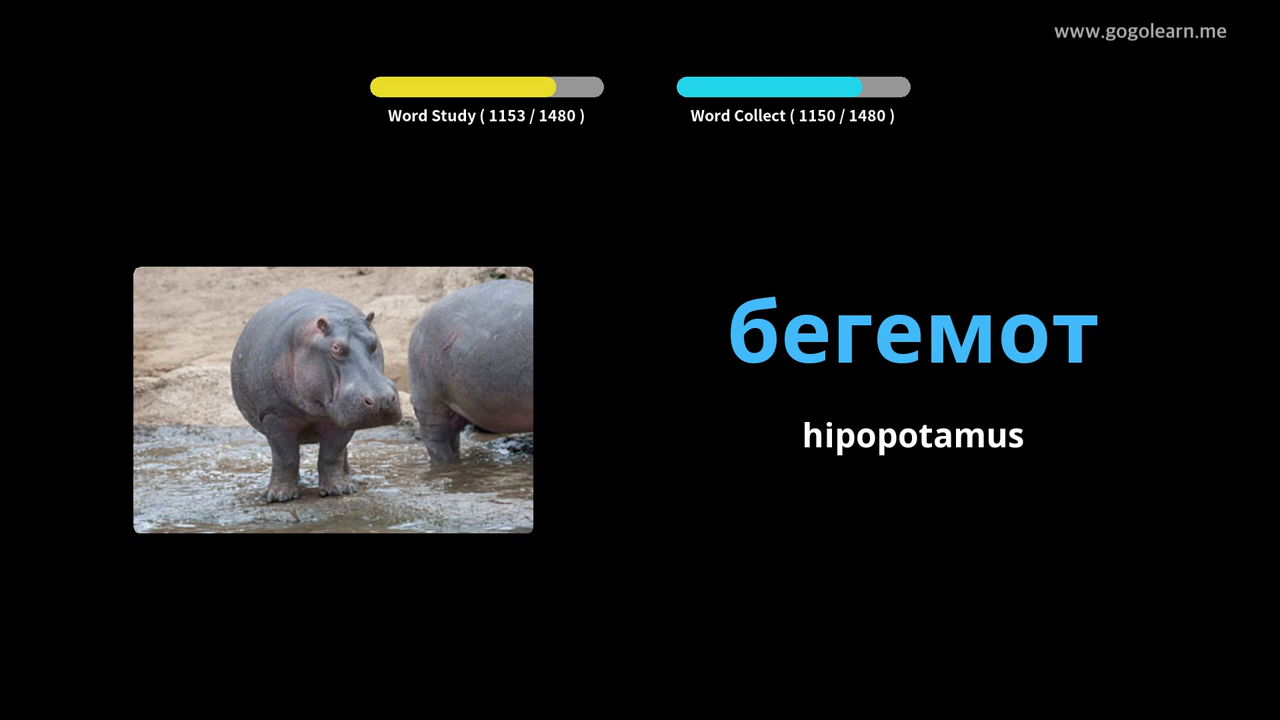 www.gogolearn.me
Word Study ( 1153 / 1480 )
Word Collect ( 1150 / 1480 )
бегемот
hipopotamus